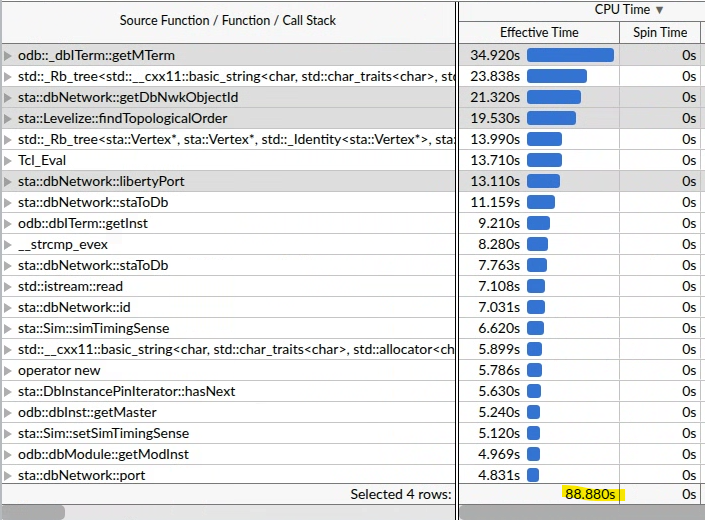 Source Function / Function / Call Stack
CPU Time ▼
Effective Time Spin Time
odb::_dbITerm::getMTerm 34.920s 0s
std::_Rb_tree<std::__cxx11::basic_string<char, std::char_traits<char>, std 23.838s 0s
sta::dbNetwork::getDbNwkObjectId 21.320s 0s
sta::Levelize::findTopologicalOrder 19.530s 0s
std::_Rb_tree<sta::Vertex*, sta::Vertex*, std::_Identity<sta::Vertex*>, sta: 13.990s 0s
Tcl_Eval 13.710s 0s
sta::dbNetwork::libertyPort 13.110s 0s
sta::dbNetwork::staToDb 11.159s 0s
odb::dbITerm::getInst 9.210s 0s
__strcmp_evex 8.280s 0s
sta::dbNetwork::staToDb 7.763s 0s
std::istream::read 7.108s 0s
sta::dbNetwork::id 7.031s 0s
sta::Sim::simTimingSense 6.620s 0s
std::__cxx11::basic_string<char, std::char_traits<char>, std::allocator<ch 5.899s 0s
operator new 5.786s 0s
sta::DbInstancePinIterator::hasNext 5.630s 0s
odb::dbInst::getMaster 5.240s 0s
sta::Sim::setSimTimingSense 5.120s 0s
odb::dbModule::getModInst 4.969s 0s
sta::dbNetwork::port 4.831s 0s
Selected 4 rows: 88.880s 0s